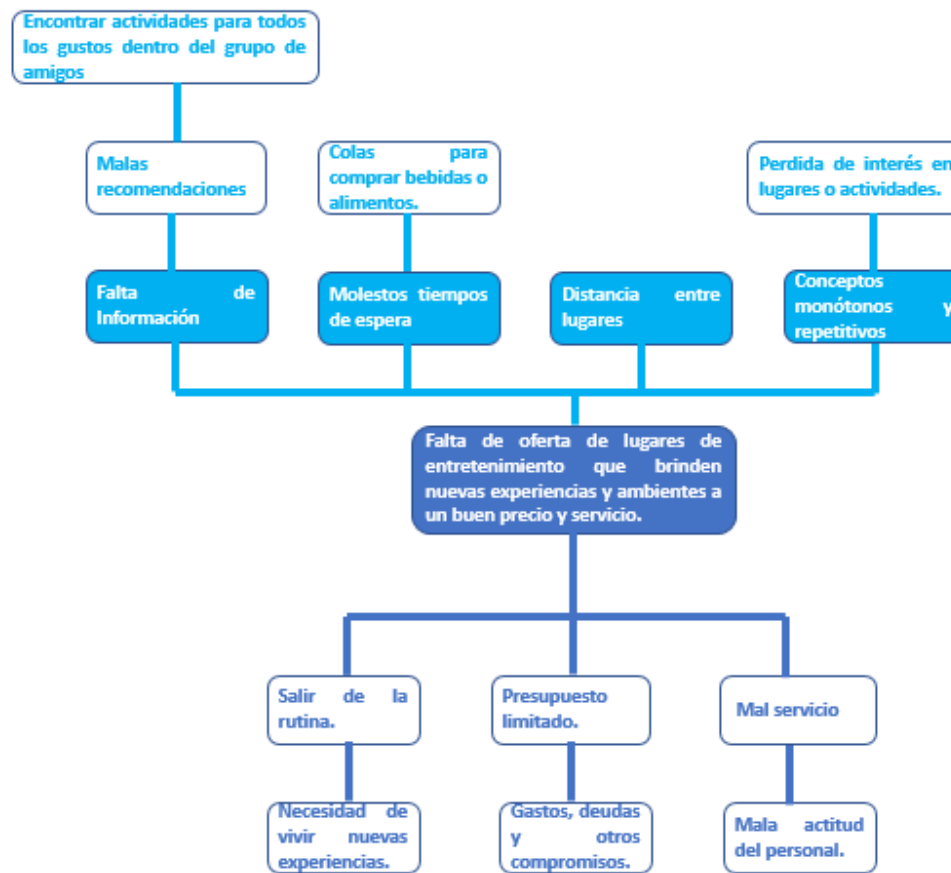 Encontrar actividades para todos
los gustos dentro del grupo de
amigos
Malas
recomendaciones
Colas para
comprar bebidas o
alimentos.
Perdida de interés en
lugares o actividades.
Falta de
Información
Molestos tiempos
de espera
Distancia entre
lugares
Conceptos
monótonos y
repetitivos
Falta de oferta de lugares de
entretenimiento que brinden
nuevas experiencias y ambientes a
un buen precio y servicio.
Salir de la
rutina.
Presupuesto
limitado.
Mal servicio
Necesidad de
vivir nuevas
experiencias.
Gastos, deudas
y otros
compromisos.
Mala actitud
del personal.